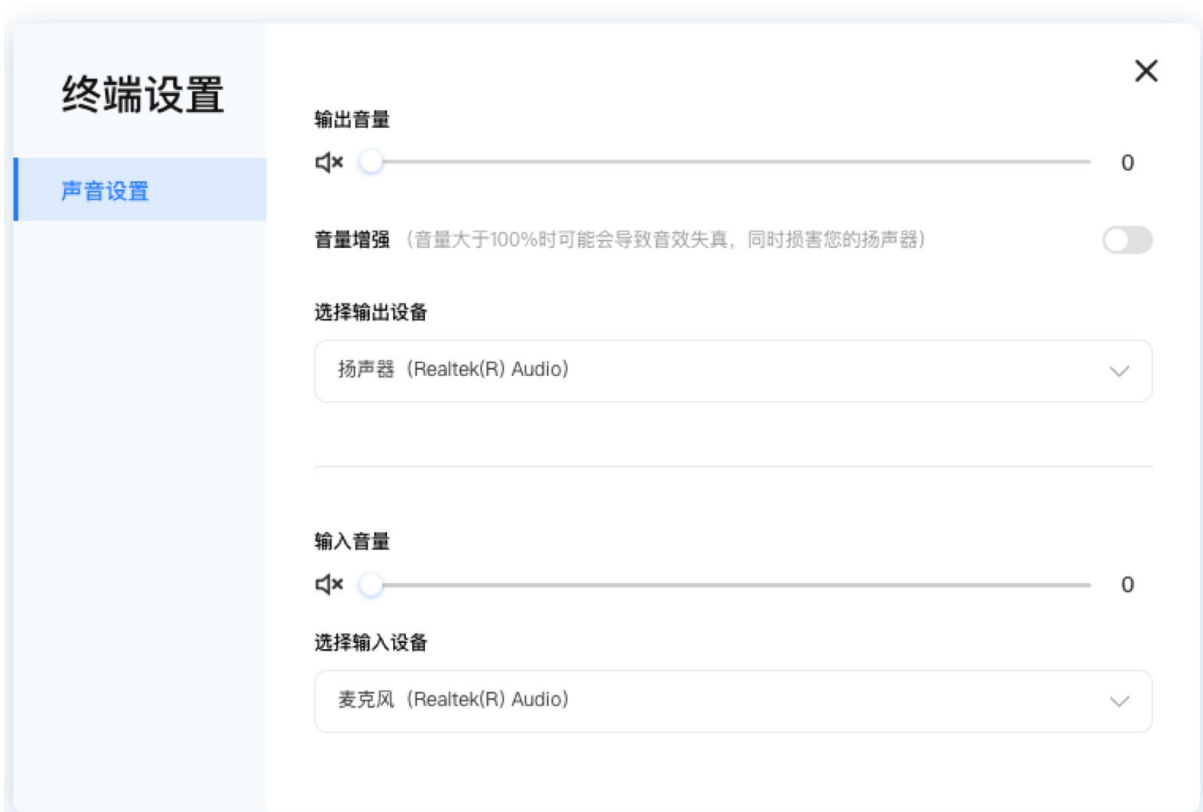 终端设置
声音设置
输出音量
0
音量增强（音量大于100%时可能会导致音效失真，同时损害您的扬声器）
选择输出设备
扬声器（Realtek(R) Audio）
输入音量
0
选择输入设备
麦克风（Realtek(R) Audio）